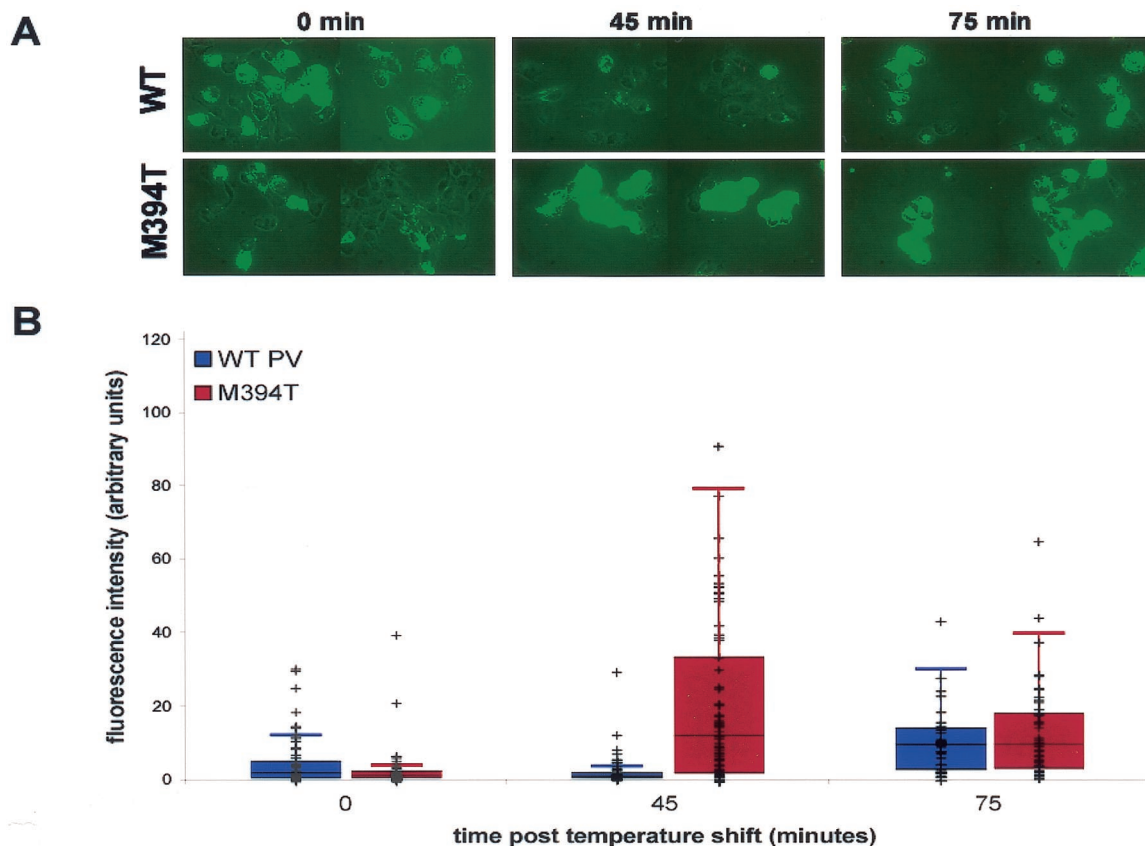 A
0 min 45 min 75 min
WT
M394T
B
fluorescence intensity (arbitrary units)
120
100
80
60
40
20
0
WT PV
M394T
0 45 75
time post temperature shift (minutes)